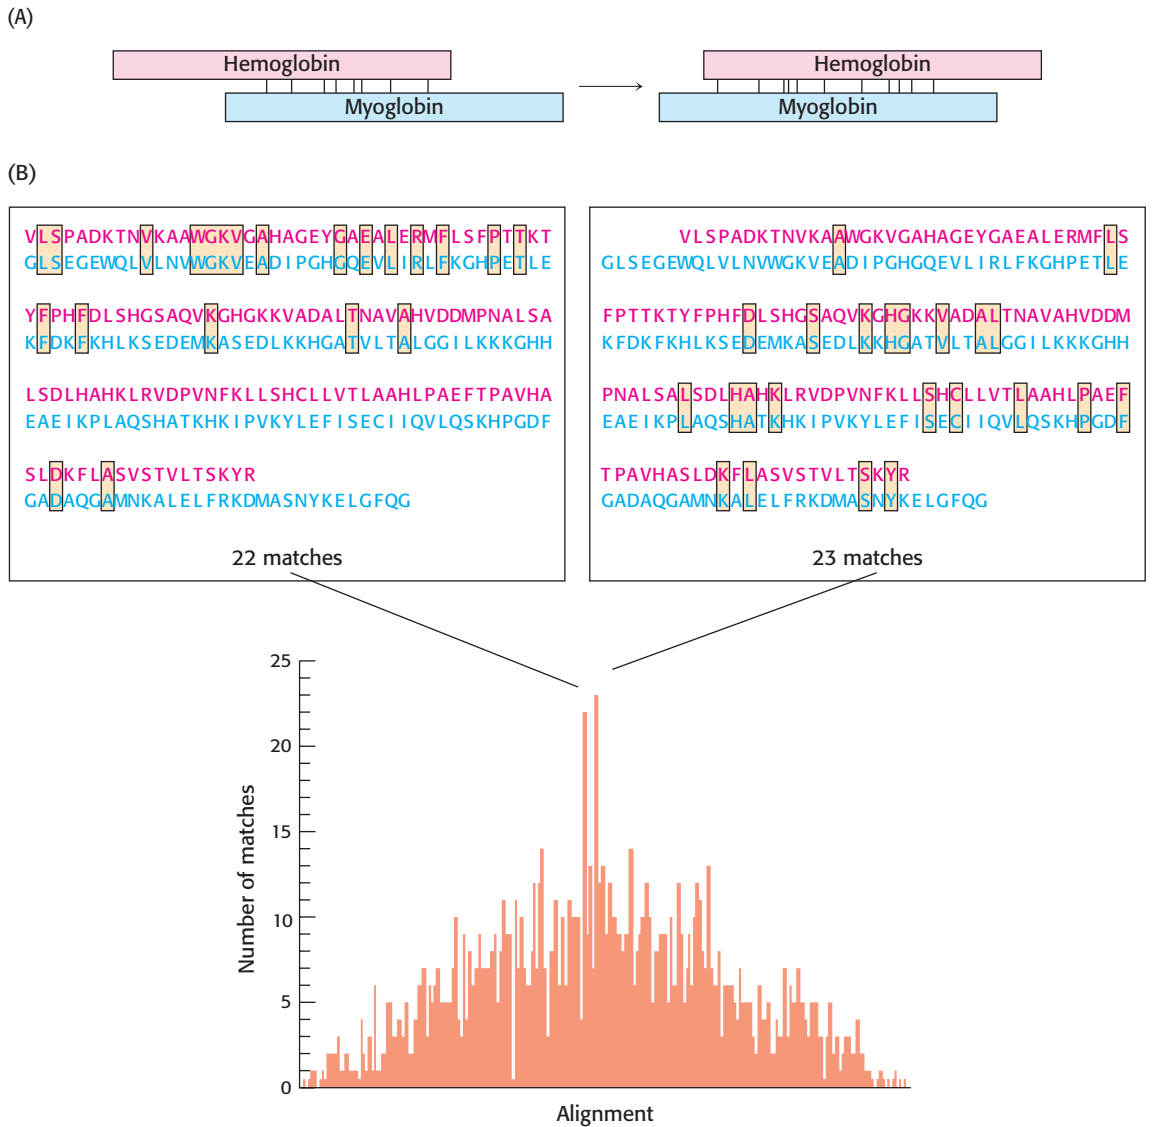 (A)
Hemoglobin
Myoglobin
Hemoglobin
Myoglobin
(B)
VLSPADKTNVKAAWGKVGAHAGEYGAEALERMFLSFPTTKT
GLSEGEWQLVLNVWGKVEADIPGHGQEVLIRLFKGHPETLE
YFPHFDLSHGSAQVKGHGKKVADALTNAVAHVDDMPNALSA
KFDKFKHLKSEDEMKASEDLKKHGATVLTALGGILKKKGHH
LSDLHAHKLRVDPVNFKLLSHCLLVTLAAHLPAEFTPAVHA
EAEIKPLAQSHATKHKIPVKYLEFISECIIQVLQSKHPGDF
SLDKFLASVSTVLTSKYR
GADAQGAMNKALELFRKDMASNYKELGFQG
22 matches
VLSPADKTNVKAAWGKVGAHAGEYGAEALERMFLS
GLSEGEWQLVLNVWGKVEADIPGHGQEVLIRLFKGHPETLE
FPTTKTYFPHFDLSHGSAQVKGHGKKVADALTNAVAHVDDM
KFDKFKHLKSEDEMKASEDLKKHGATVLTALGGILKKKGHH
PNALSALSDLHAHKLRVDPVNFKLLSHCLLVTLAAHLPAEF
EAEIKPLAQSHATKHKIPVKYLEFISECIIQVLQSKHPGDF
TPAVHASLDKFLASVSTVLTSKYR
GADAQGAMNKALELFRKDMASNYKELGFQG
23 matches
25
20
15
10
5
0
Number of matches
Alignment